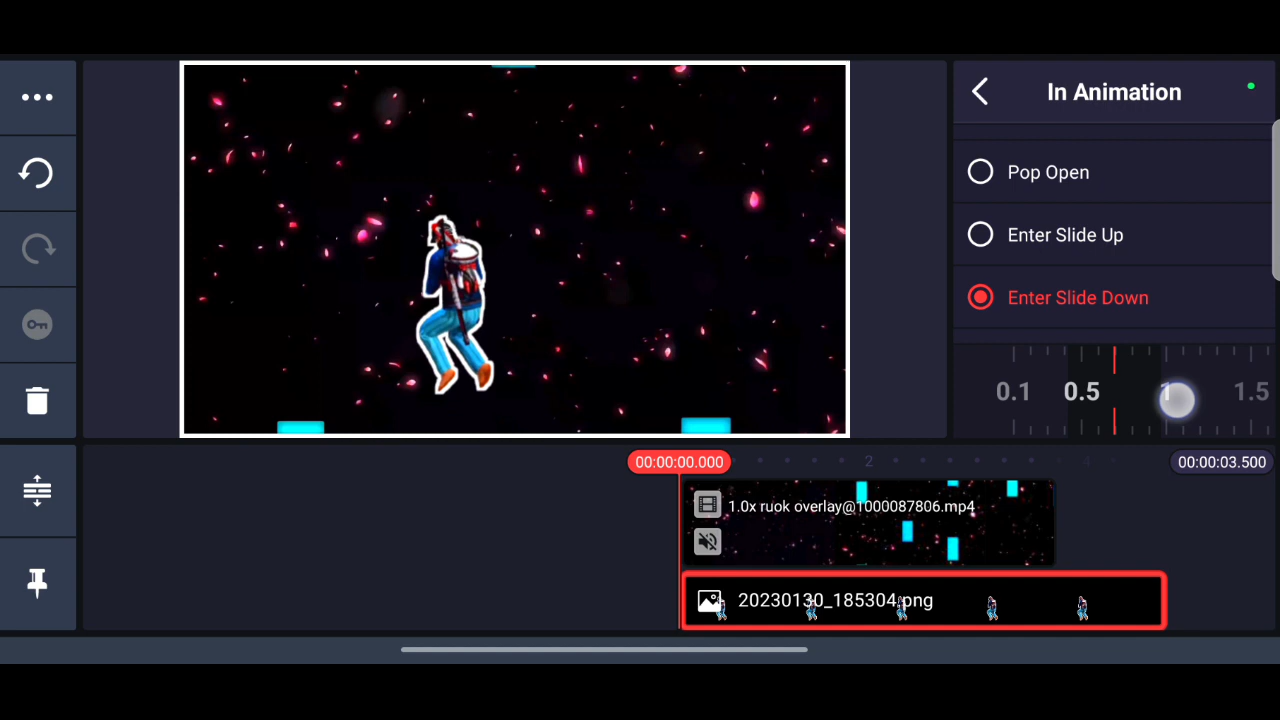 In Animation
Pop Open
Enter Slide Up
Enter Slide Down
0.1 0.5 1 1.5
00:00:00.000 2 4 00:00:03.500
1.0x ruok overlay@1000087806.mp4
20230130_185304.png